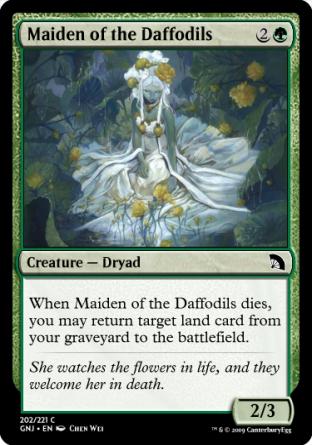 Maiden of the Daffodils 2
Creature — Dryad
When Maiden of the Daffodils dies,
you may return target land card from
your graveyard to the battlefield.
She watches the flowers in life, and they
welcome her in death.
2/3
202/221 C
GNJ • EN Chen Wei
™ & © 2019 CanterburyEgg